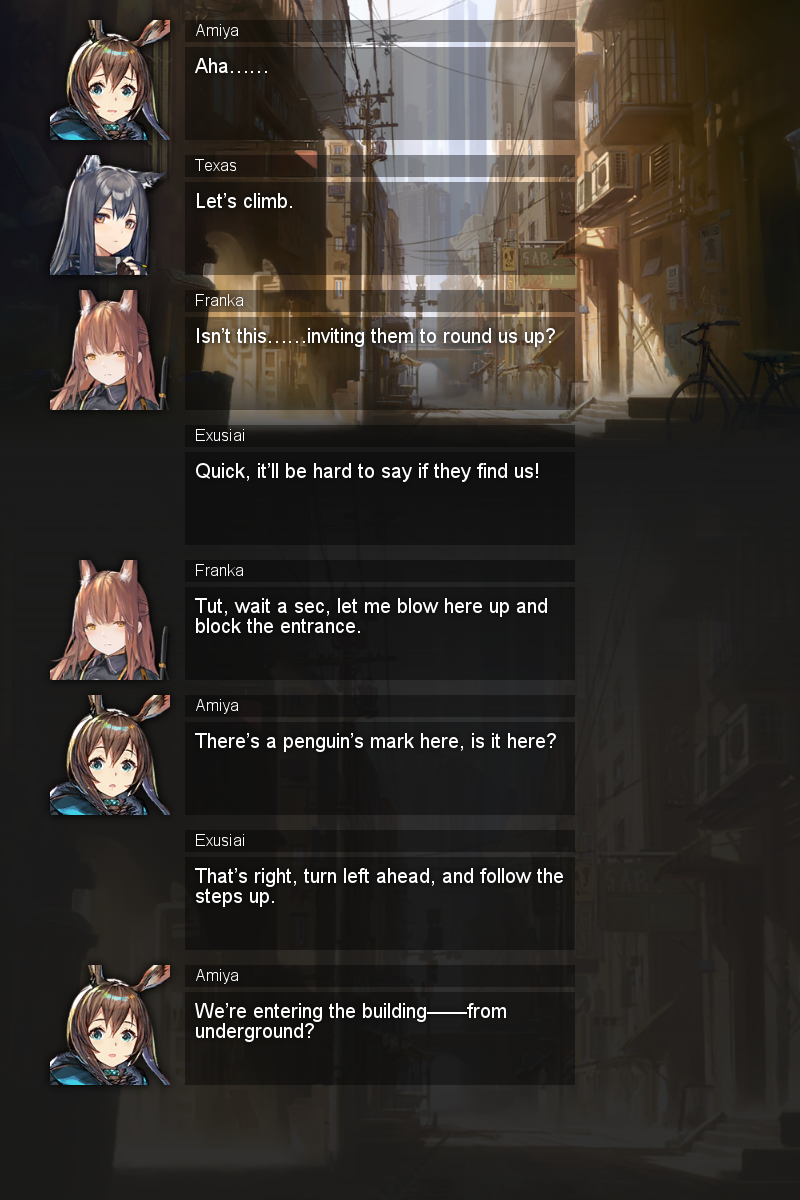 Amiya
Aha……
Texas
Let's climb.
Franka
Isn't this……inviting them to round us up?
Exusiai
Quick, it'll be hard to say if they find us!
Franka
Tut, wait a sec, let me blow here up and
block the entrance.
Amiya
There's a penguin's mark here, is it here?
Exusiai
That's right, turn left ahead, and follow the
steps up.
Amiya
We're entering the building——from
underground?